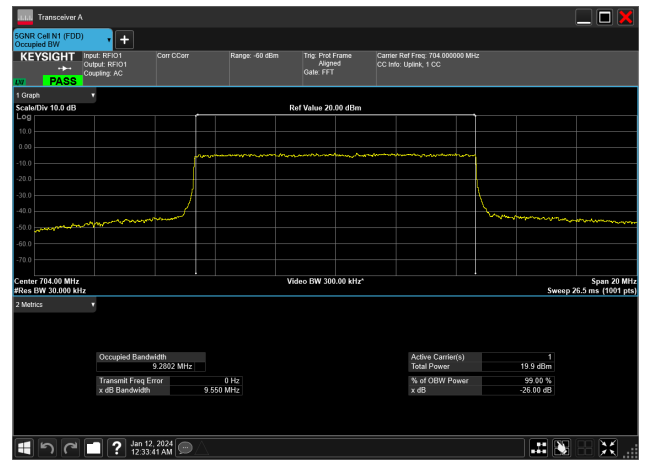 Transceiver A
5GNR Cell N1 (FDD)
Occupied BW
KEYSIGHT
LW
PASS
Input: RFIO1
Output: RFIO1
Coupling: AC
Corr CCorr
Range: -60 dBm
Trig: Prot Frame
Aligned
Gate: FFT
Carrier Ref Freq: 704.000000 MHz
CC Info: Uplink, 1 CC
1 Graph
Scale/Div 10.0 dB
Ref Value 20.00 dBm
Log
10.0
0.00
-10.0
-20.0
-30.0
-40.0
-50.0
-60.0
-70.0
Center 704.00 MHz
Video BW 300.00 kHz*
Span 20 MHz
#Res BW 30.000 kHz
Sweep 26.5 ms (1001 pts)
2 Metrics
Occupied Bandwidth
9.2802 MHz
Active Carrier(s) 1
Total Power 19.9 dBm
Transmit Freq Error 0 Hz
x dB Bandwidth 9.550 MHz
% of OBW Power 99.00 %
x dB -26.00 dB
Jan 12, 2024
12:33:41 AM